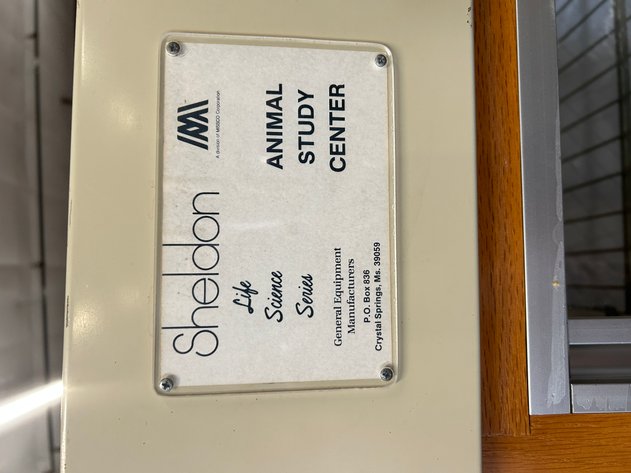 Sheldon
A division of MISSCO Corporation
Life
Science
Series
ANIMAL
STUDY
CENTER
General Equipment
Manufacturers
P.O. Box 836
Crystal Springs, Ms. 39059